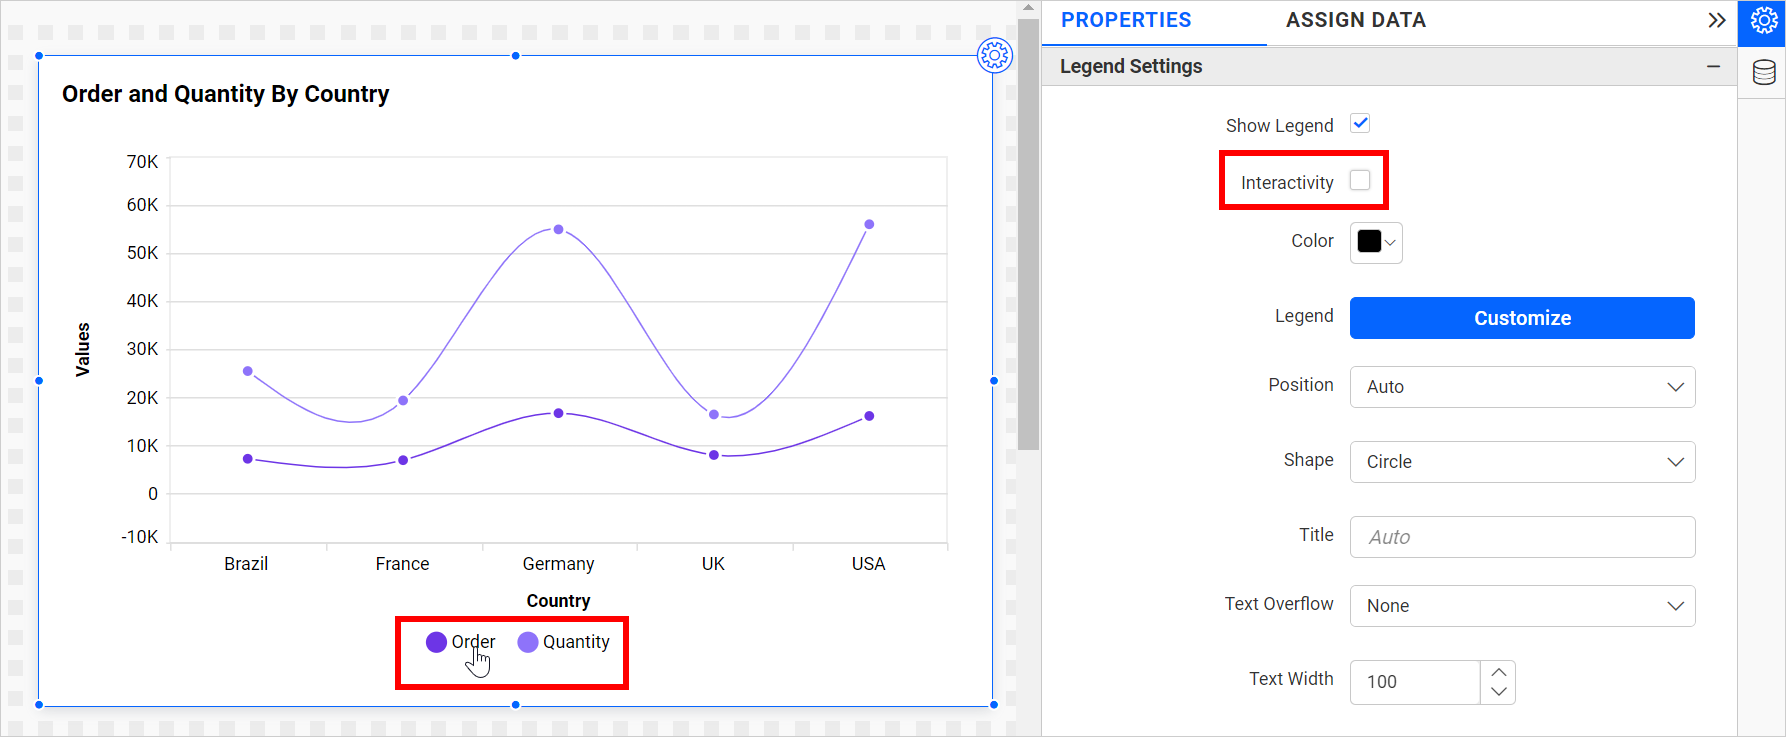 Order and Quantity By Country
70K
60K
50K
40K
30K
20K
10K
0
-10K
Values
Brazil France Germany UK USA
Country
Order Quantity
PROPERTIES ASSIGN DATA
Legend Settings
Show Legend
Interactivity
Color
Legend Customize
Position Auto
Shape Circle
Title Auto
Text Overflow None
Text Width 100